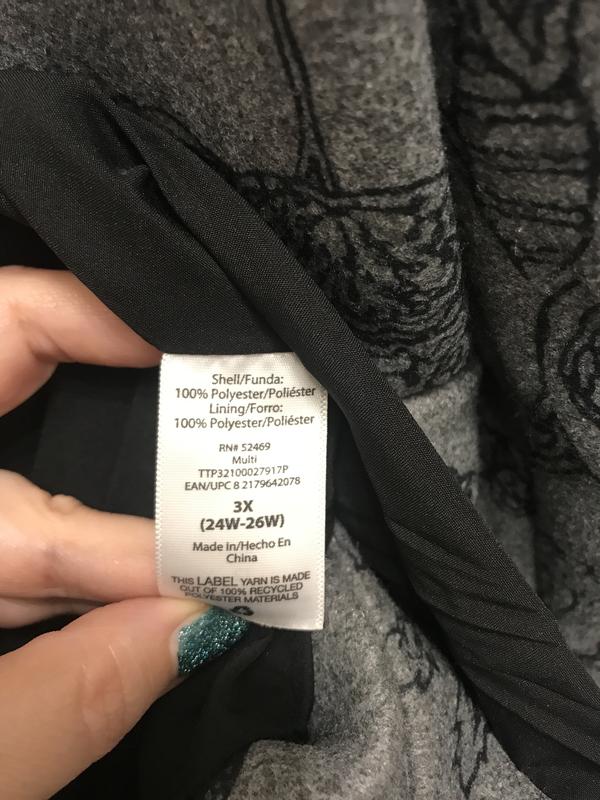 Shell/Funda:
100% Polyester/Poliéster
Lining/Forro:
100% Polyester/Poliéster
RN# 52469
Multi
TTP32100027917P
EAN/UPC 8 2179642078
3X
(24W-26W)
Made In/Hecho En
China
THIS LABEL YARN IS MADE
OUT OF 100% RECYCLED
POLYESTER MATERIALS